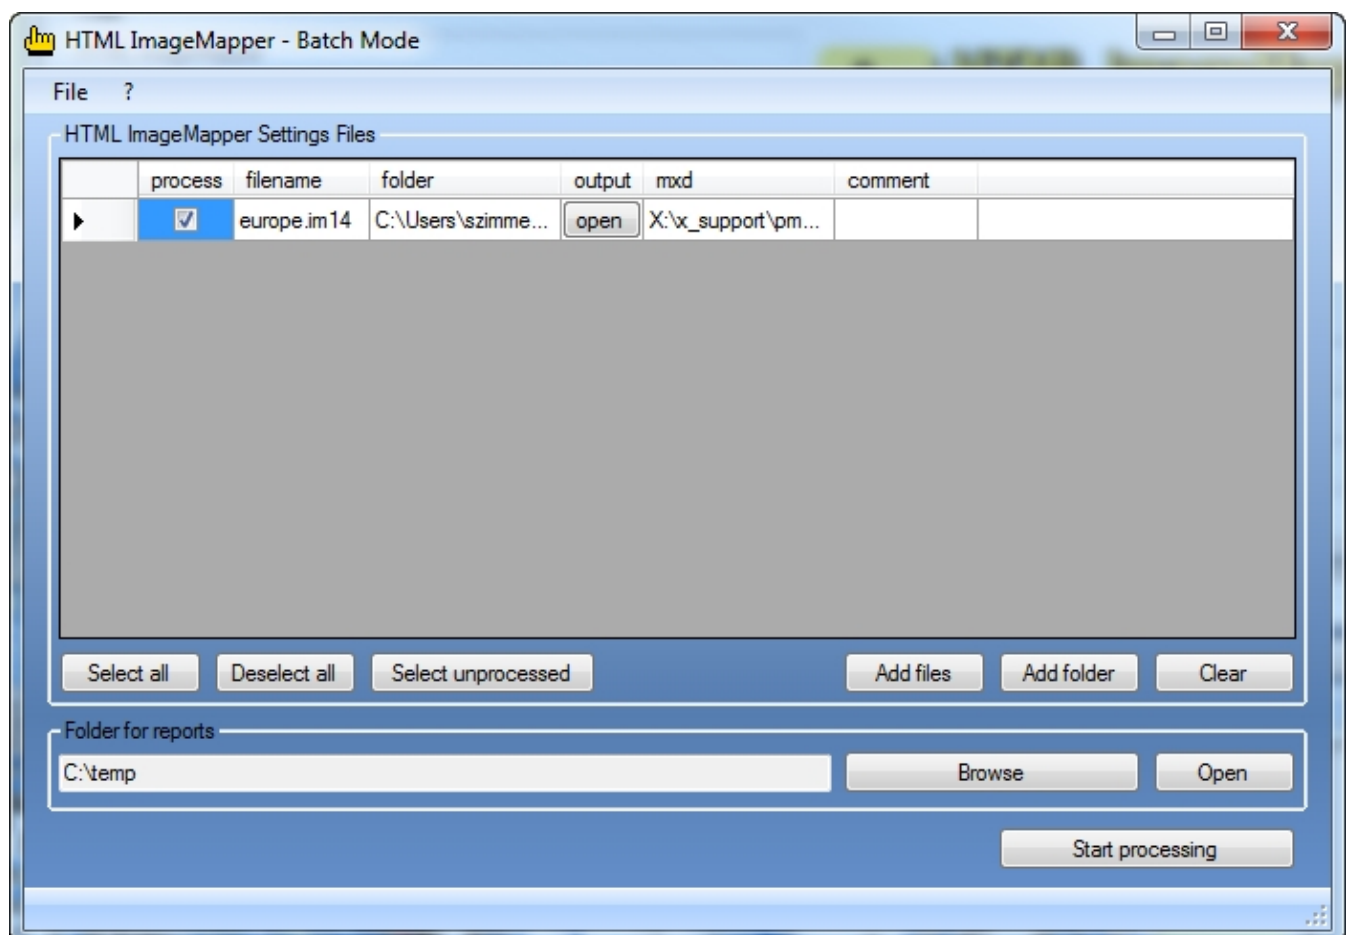 HTML ImageMapper - Batch Mode
File ?
HTML ImageMapper Settings Files
process filename folder output mxd comment
europe.im14 C:\Users\szimme... open X:\x_support\pm...
Select all Deselect all Select unprocessed Add files Add folder Clear
Folder for reports
C:\temp Browse Open
Start processing